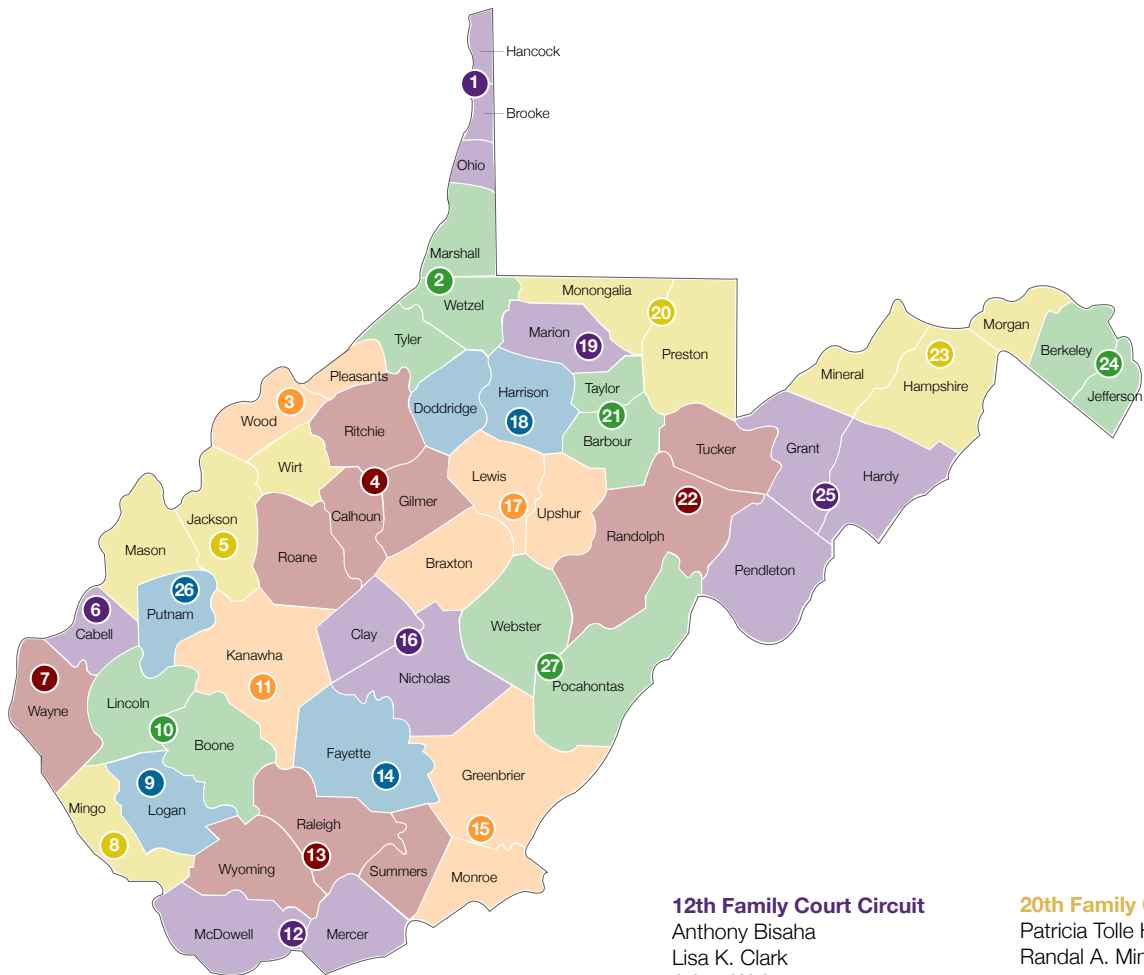 Hancock
1
Brooke
Ohio
Marshall
2
Wetzel
Monongalia
20
Tyler
Marion
19
Preston
Morgan
Berkeley
24
23
Mineral
Hampshire
Jefferson
Pleasants
3
Wood
Doddridge
Harrison
18
Taylor
21
Barbour
Ritchie
Tucker
Grant
Hardy
25
Wirt
4
Lewis
17
22
Calhoun
Gilmer
Upshur
Randolph
Jackson
5
Mason
Roane
Braxton
Pendleton
26
Putnam
6
Cabell
Clay
16
Webster
Kanawha
11
Nicholas
27
Pocahontas
7
Wayne
Lincoln
10
Boone
Fayette
14
Greenbrier
9
Logan
Mingo
8
Raleigh
13
15
Wyoming
Summers
Monroe
McDowell
12
Mercer
12th Family Court Circuit
Anthony Bisaha
Lisa K. Clark
20th Family
Patricia Tolle
Randal A.